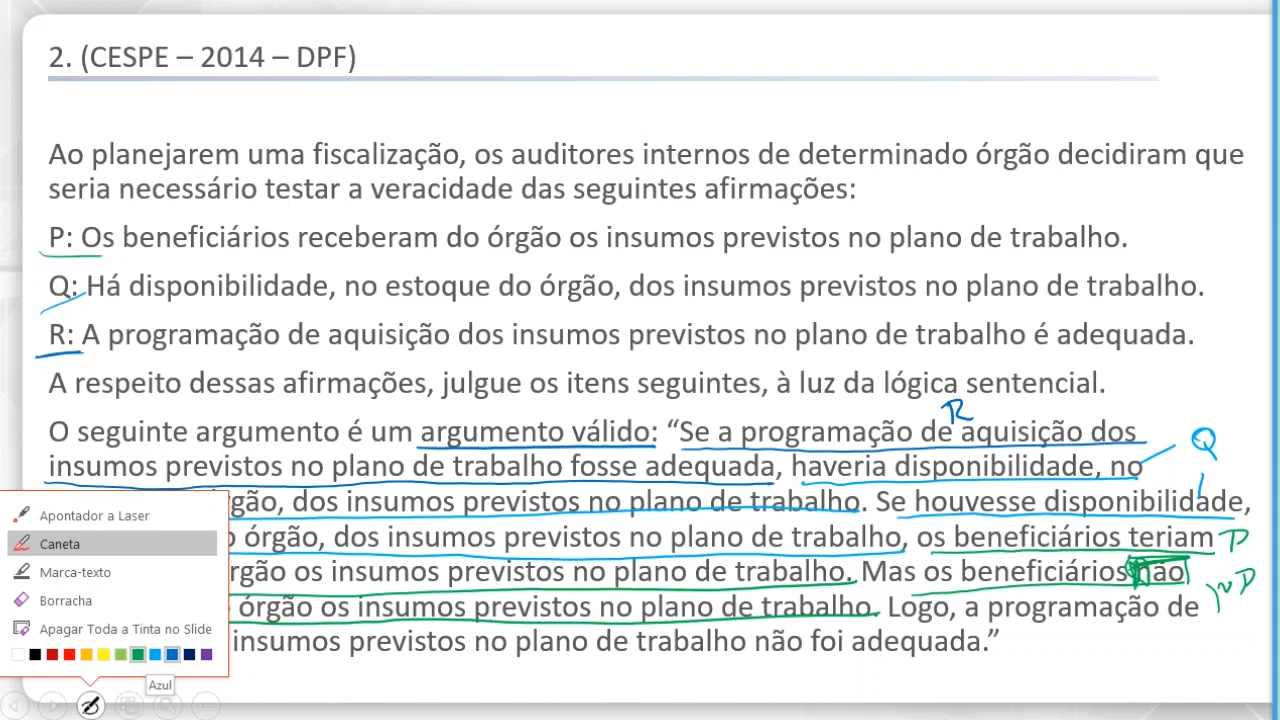 2. (CESPE – 2014 – DPF)
Ao planejarem uma fiscalização, os auditores internos de determinado órgão decidiram que
seria necessário testar a veracidade das seguintes afirmações:
P: Os beneficiários receberam do órgão os insumos previstos no plano de trabalho.
Q: Há disponibilidade, no estoque do órgão, dos insumos previstos no plano de trabalho.
R: A programação de aquisição dos insumos previstos no plano de trabalho é adequada.
A respeito dessas afirmações, julgue os itens seguintes, à luz da lógica sentencial.
R
O seguinte argumento é um argumento válido: “Se a programação de aquisição dos
Q
insumos previstos no plano de trabalho fosse adequada, haveria disponibilidade, no
gão, dos insumos previstos no plano de trabalho. Se houvesse disponibilidade,
o órgão, dos insumos previstos no plano de trabalho, os beneficiários teriam P
rgão os insumos previstos no plano de trabalho. Mas os beneficiários não
~P
o órgão os insumos previstos no plano de trabalho. Logo, a programação de
insumos previstos no plano de trabalho não foi adequada.”
Apontador a Laser
Caneta
Marca-texto
Borracha
Apagar Toda a Tinta no Slide
Azul